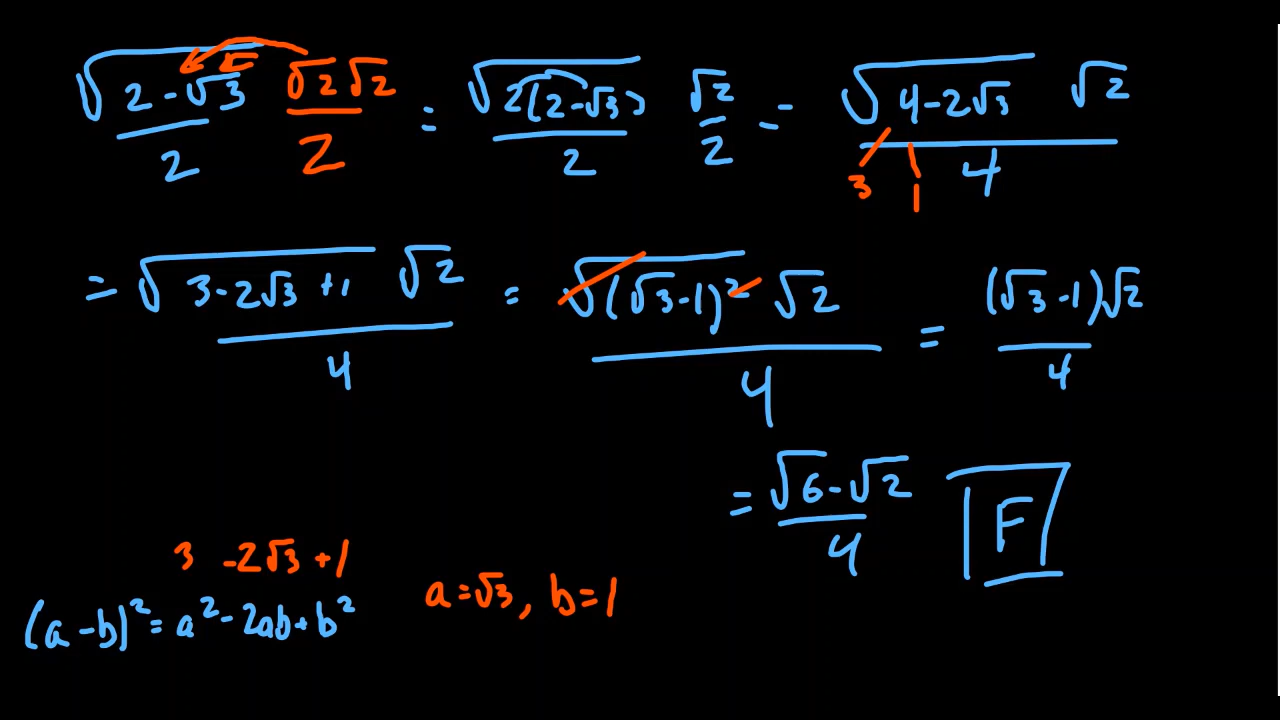 √(2-√3)/2 √2√2/2 = √(2(2-√3))/2 √2/2 = √(4-2√3) √2/4
3 1
= √(3-2√3+1) √2/4 = √((√3-1)²) √2/4 = (√3-1)√2/4
= √6-√2/4 F
3 -2√3+1
(a-b)²=a²-2ab+b² a=√3, b=1